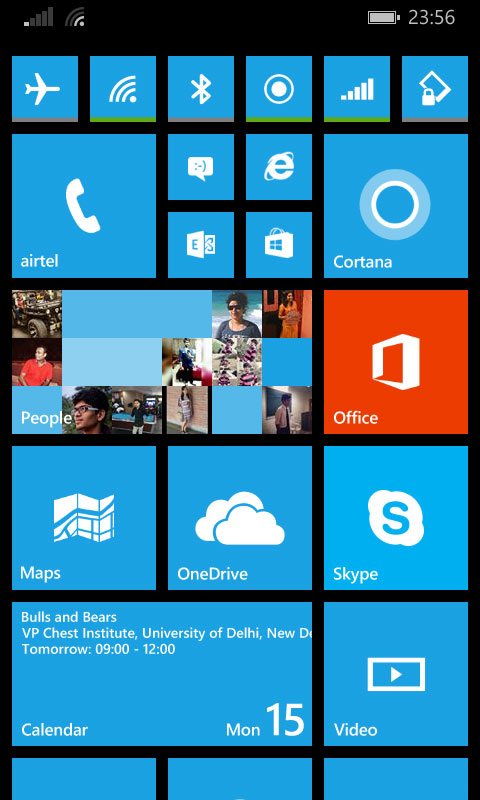 23:56
:-)
e
airtel
E
Cortana
People
Office
S
Maps
OneDrive
Skype
Bulls and Bears
VP Chest Institute, University of Delhi, New De
Tomorrow: 09:00 - 12:00
Calendar
Mon 15
Video